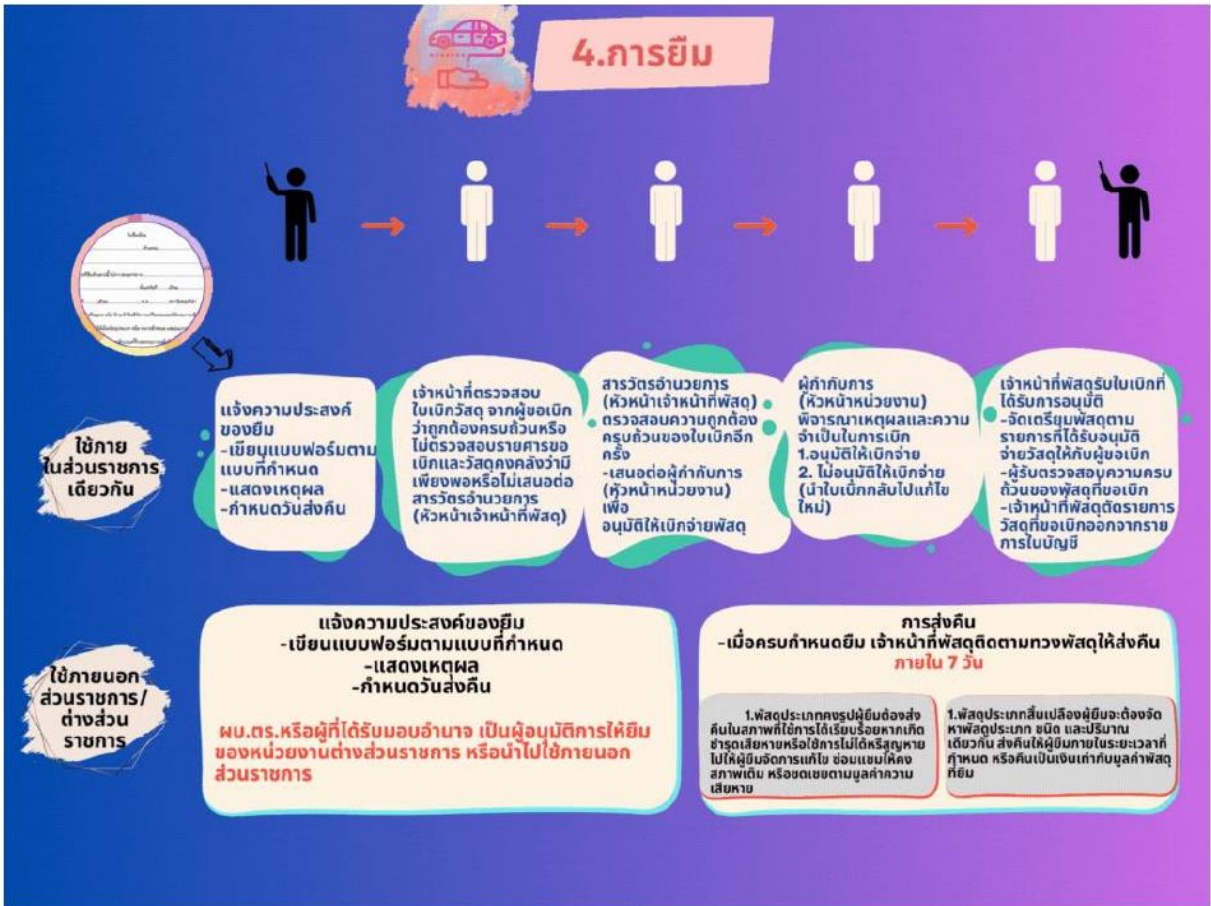 4.การยืม
ใช้ภาย
ในส่วนราชการ
เดียวกัน
แจ้งความประสงค์
ของยืม
-เขียนแบบฟอร์มตาม
แบบที่กำหนด
-แสดงเหตุผล
-กำหนดวันส่งคืน
เจ้าหน้าที่ตรวจสอบ
ใบเบิกวัสดุ จากผู้ขอเบิก
ว่าถูกต้องครบถ้วนหรือ
ไม่ตรวจสอบรายศารขอ
เบิกและวัสดุคงคลังว่ามี
เพียงพอหรือไม่เสนอต่อ
สารวัตรอำนวยการ
(หัวหน้าเจ้าหน้าที่พัสดุ)
สารวัตรอำนวยการ
(หัวหน้าเจ้าหน้าที่พัสดุ)
ตรวจสอบความถูกต้อง
ครบถ้วนของใบเบิกอีก
ครั้ง
-เสนอต่อผู้กำกับการ
(หัวหน้าหน่วยงาน)
เพื่อ
อนุมัติให้เบิกจ่ายพัสดุ
ผู้กำกับการ
(หัวหน้าหน่วยงาน)
พิจารณาเหตุผลและความ
จำเป็นในการเบิก
1.อนุมัติให้เบิกจ่าย
2. ไม่อนุมัติให้เบิกจ่าย
(นำใบเบิกกลับไปแก้ไข
ใหม่)
เจ้าหน้าที่พัสดุรับใบเบิกที่
ได้รับการอนุมัติ
-จัดเตรียมพัสดุตาม
รายการที่ได้รับอนุมัติ
จ่ายวัสดุให้กับผู้ขอเบิก
-ผู้รับตรวจสอบความครบ
ถ้วนของพัสดุที่ขอเบิก
-เจ้าหน้าที่พัสดุตัดรายการ
วัสดุที่ขอเบิกออกจากราย
การในบัญชี
ใช้ภายนอก
ส่วนราชการ/
ต่างส่วน
ราชการ
แจ้งความประสงค์ของยืม
-เขียนแบบฟอร์มตามแบบที่กำหนด
-แสดงเหตุผล
-กำหนดวันส่งคืน
ผบ.ตร.หรือผู้ที่ได้รับมอบอำนาจ เป็นผู้อนุมัติการให้ยืม
ของหน่วยงานต่างส่วนราชการ หรือนำไปใช้ภายนอก
ส่วนราชการ
การส่งคืน
-เมื่อครบกำหนดยืม เจ้าหน้าที่พัสดุติดตามทวงพัสดุให้ส่งคืน
ภายใน 7 วัน
1.พัสดุประเภทคงรูปผู้ยืมต้องส่ง
คืนในสภาพที่ใช้การได้เรียบร้อยหากเกิด
ชำรุดเสียหายหรือใช้การไม่ได้หรือสูญหาย
ไปให้ผู้ยืมจัดการแก้ไข ซ่อมแซมให้คง
สภาพเดิม หรือชดเชยตามมูลค่าความ
เสียหาย
1.พัสดุประเภทสิ้นเปลืองผู้ยืมจะต้องจัด
หาพัสดุประเภท ชนิด และปริมาณ
เดียวกัน ส่งคืนให้ผู้ยืมภายในระยะเวลาที่
กำหนด หรือคืนเป็นเงินเท่ากับมูลค่าพัสดุ
ที่ยืม